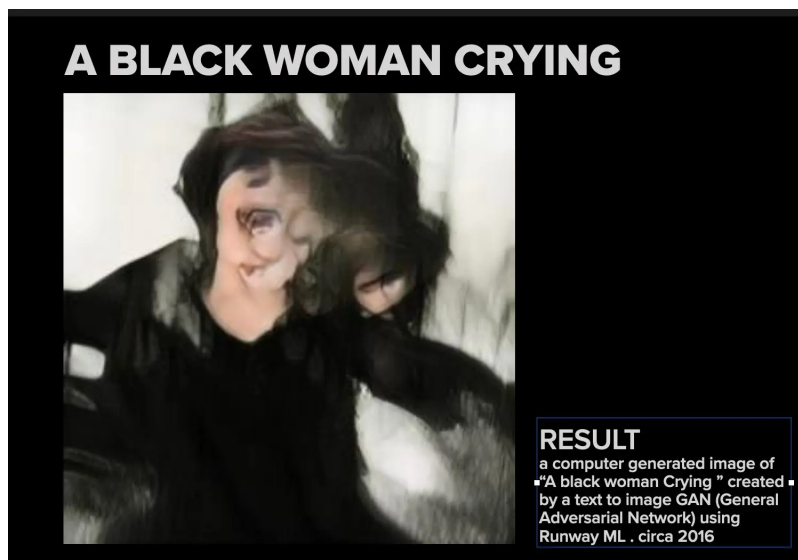 A BLACK WOMAN CRYING
RESULT
a computer generated image of
“A black woman Crying ” created
by a text to image GAN (General
Adversarial Network) using
Runway ML . circa 2016